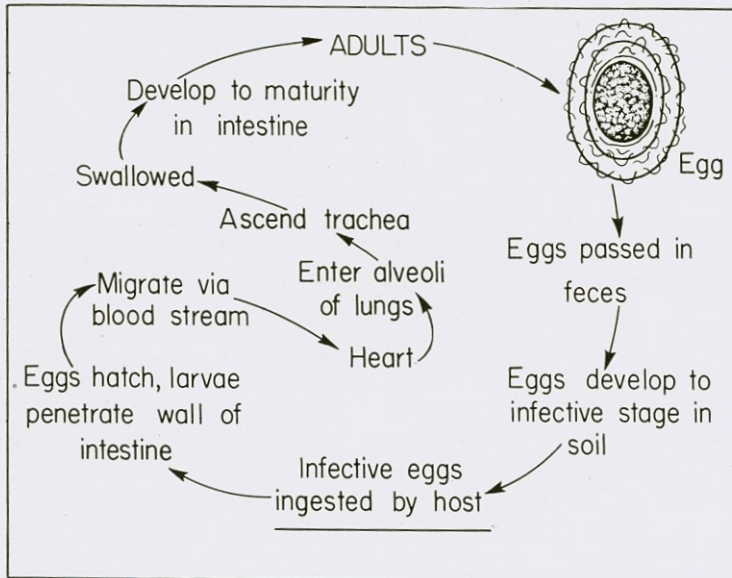 ADULTS
Egg
Eggs passed in
feces
Eggs develop to
infective stage in
soil
Infective eggs
ingested by host
Eggs hatch, larvae
penetrate wall of
intestine
Migrate via
blood stream
Heart
Enter alveoli
of lungs
Ascend trachea
Swallowed
Develop to maturity
in intestine